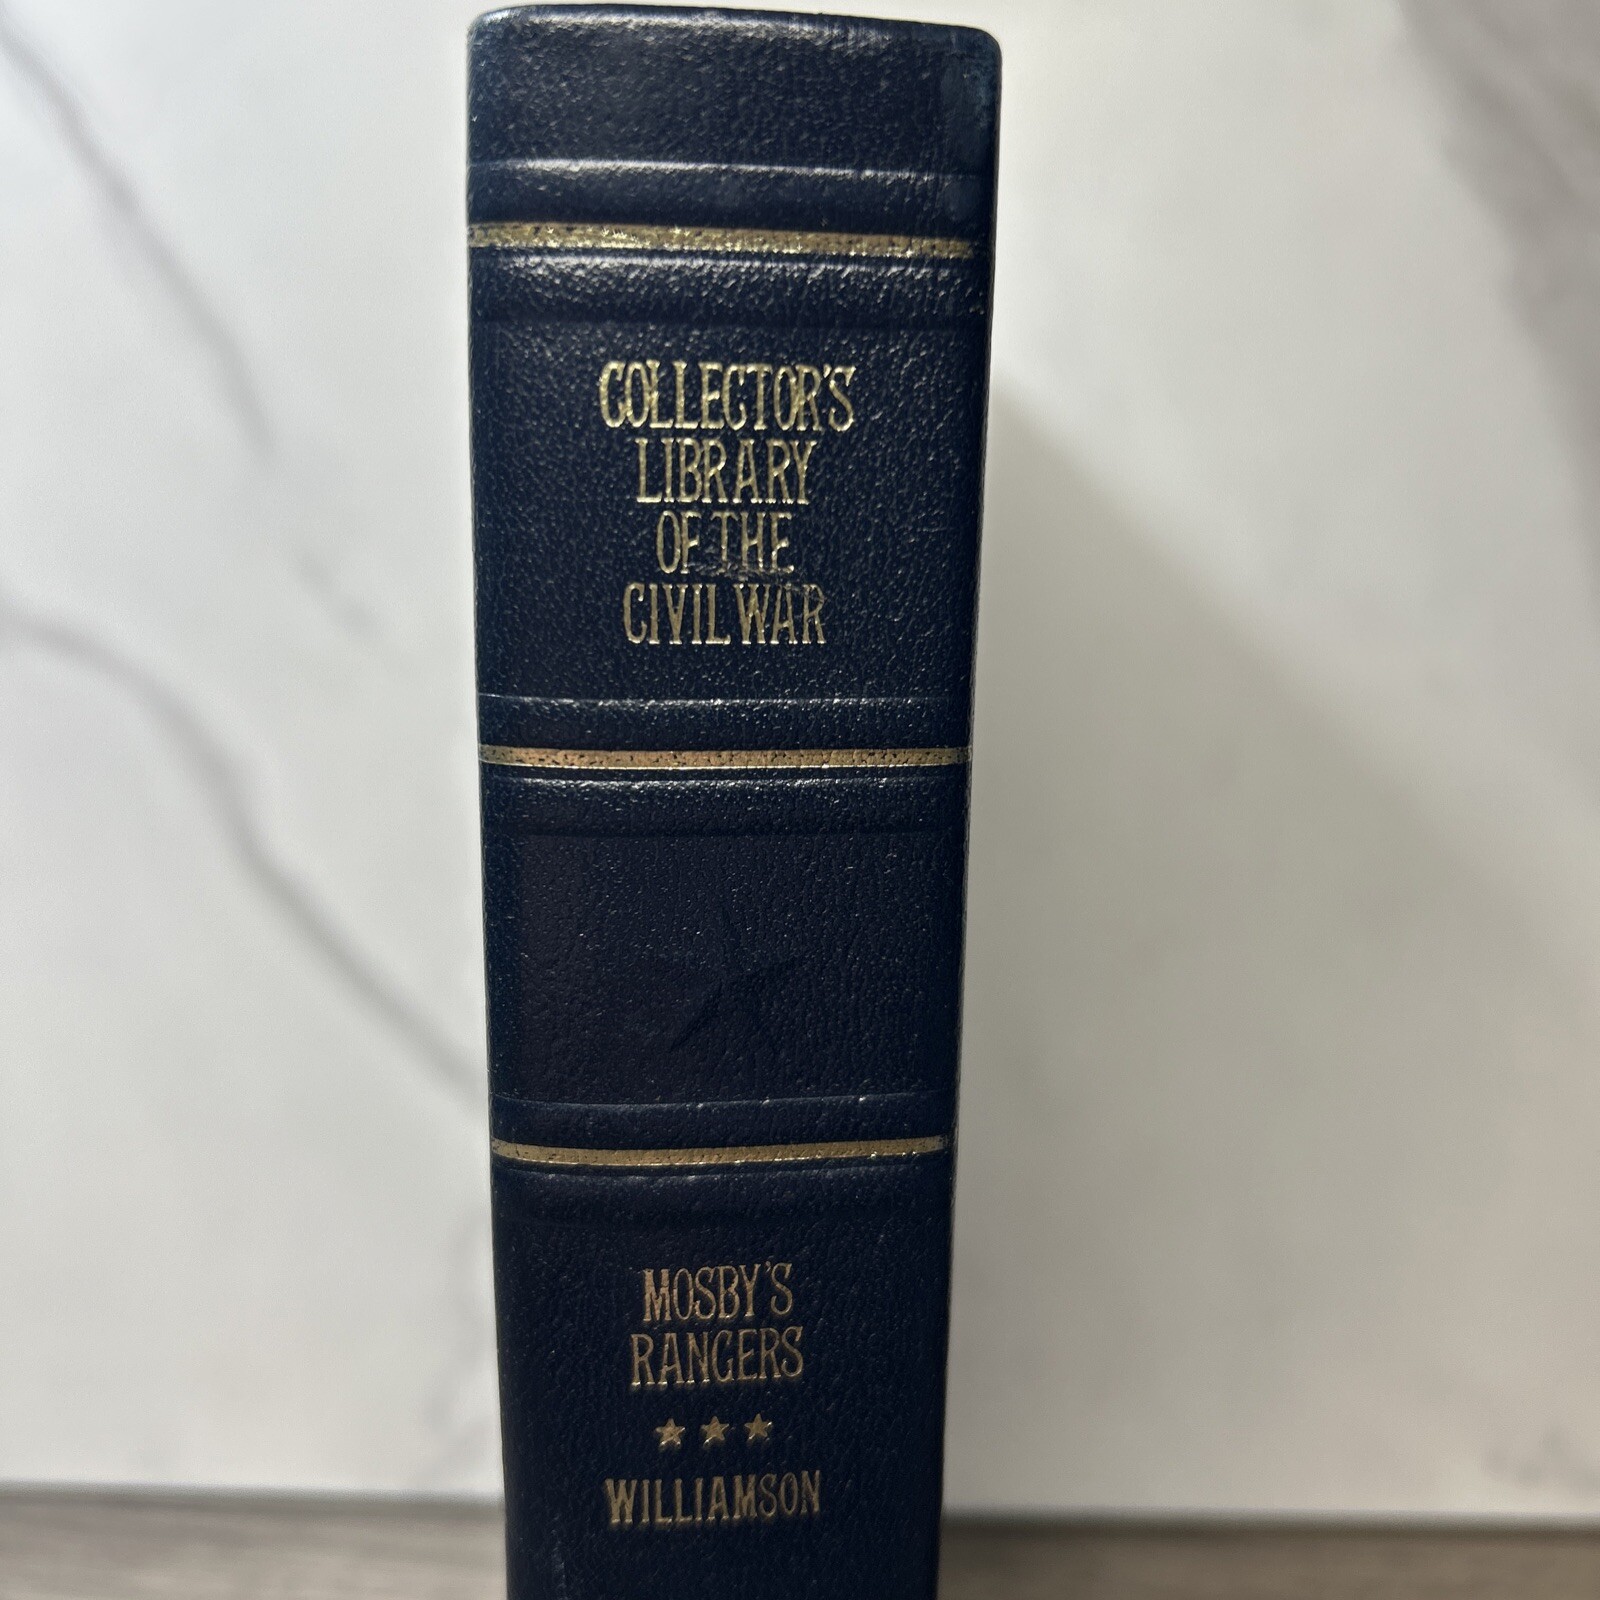 COLLECTOR'S
LIBRARY
OF THE
CIVIL WAR
MOSBY'S
RANGERS
★ ★ ★
WILLIAMSON